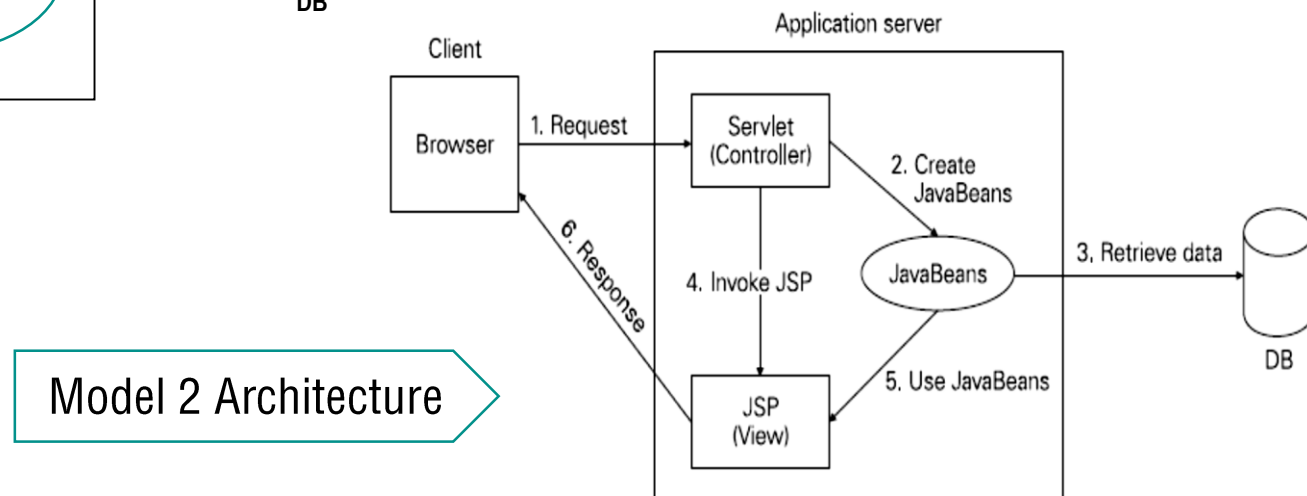 DB
Application server
Client
Browser
1. Request
Servlet
(Controller)
2. Create
JavaBeans
JavaBeans
3. Retrieve data
DB
4. Invoke JSP
6. Response
5. Use JavaBeans
JSP
(View)
Model 2 Architecture